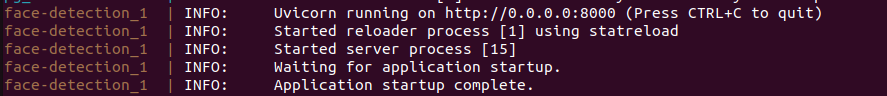 face-detection_1 | INFO: Uvicorn running on http://0.0.0.0:8000 (Press CTRL+C to quit)
face-detection_1 | INFO: Started reloader process [1] using statreload
face-detection_1 | INFO: Started server process [15]
face-detection_1 | INFO: Waiting for application startup.
face-detection_1 | INFO: Application startup complete.